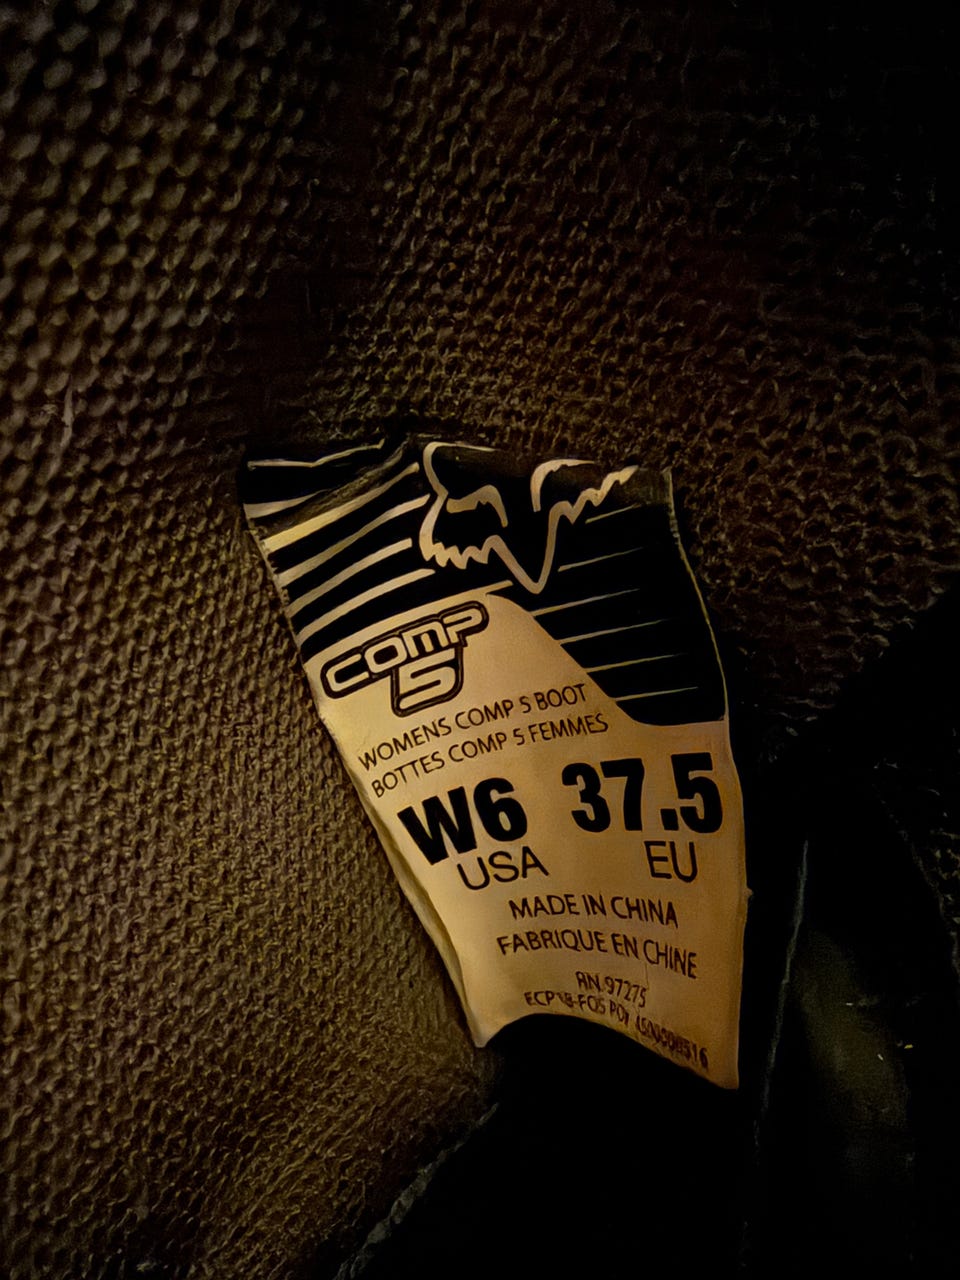 COMP
5
WOMENS COMP 5 BOOT
BOTTES COMP 5 FEMMES
W6 37.5
USA EU
MADE IN CHINA
FABRIQUE EN CHINE
RN 97275